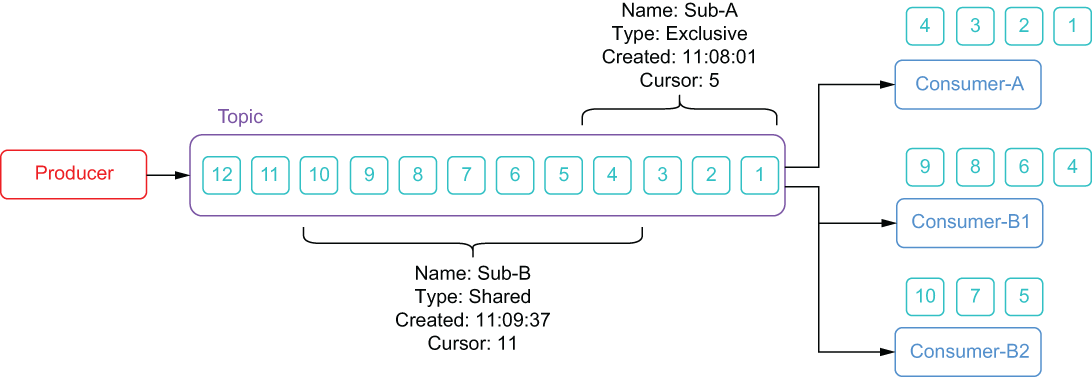 Name: Sub-A
Type: Exclusive
Created: 11:08:01
Cursor: 5
4 3 2 1
Consumer-A
Topic
Producer
12 11 10 9 8 7 6 5 4 3 2 1
9 8 6 4
Consumer-B1
Name: Sub-B
Type: Shared
Created: 11:09:37
Cursor: 11
10 7 5
Consumer-B2